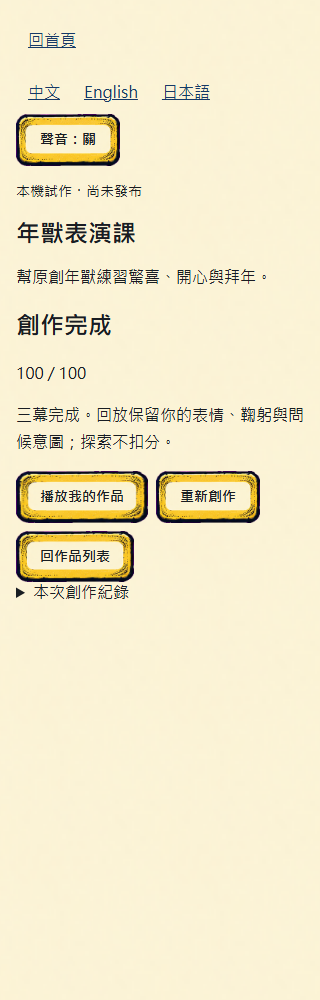 回首頁
中文 English 日本語
聲音：關
本機試作・尚未發布
年獸表演課
幫原創年獸練習驚喜、開心與拜年。
創作完成
100 / 100
三幕完成。回放保留你的表情、鞠躬與問
候意圖；探索不扣分。
播放我的作品 重新創作
回作品列表
▶ 本次創作紀錄